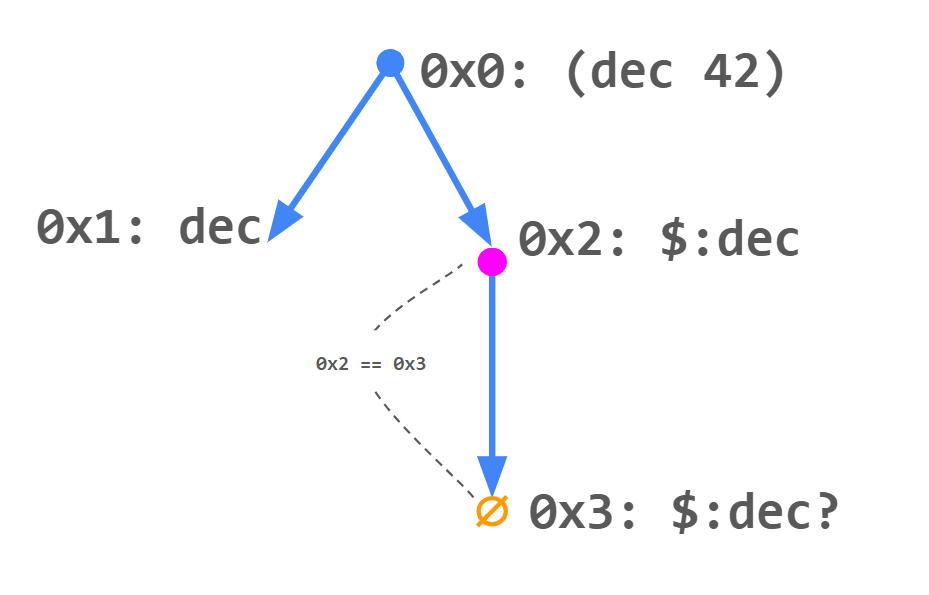 0x0: (dec 42)
0x1: dec
0x2: $:dec
0x2 == 0x3
0x3: $:dec?